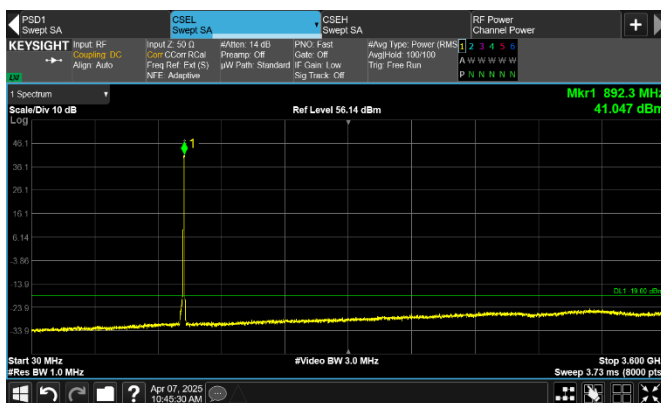 PSD1
Swept SA
CSEL
Swept SA
CSEH
Swept SA
RF Power
Channel Power
+
KEYSIGHT
Input: RF
Coupling: DC
Align: Auto
Input Z: 50 Ω
Corr CCorr RCal
Freq Ref: Ext (S)
NFE: Adaptive
#Atten: 14 dB
Preamp: Off
µW Path: Standard
PNO: Fast
Gate: Off
IF Gain: Low
Sig Track: Off
#Avg Type: Power (RMS
Avg|Hold: 100/100
Trig: Free Run
1 2 3 4 5 6
A W W W W W
P N N N N N
1 Spectrum
Scale/Div 10 dB
Ref Level 56.14 dBm
Mkr1 892.3 MHz
41.047 dBm
Log
1
46.1
36.1
26.1
16.1
6.14
-3.86
-13.9
DL1 -19.00 dBm
-23.9
-33.9
Start 30 MHz
#Video BW 3.0 MHz
Stop 3.600 GHz
#Res BW 1.0 MHz
Sweep 3.73 ms (8000 pts)
?
Apr 07, 2025
10:45:30 AM